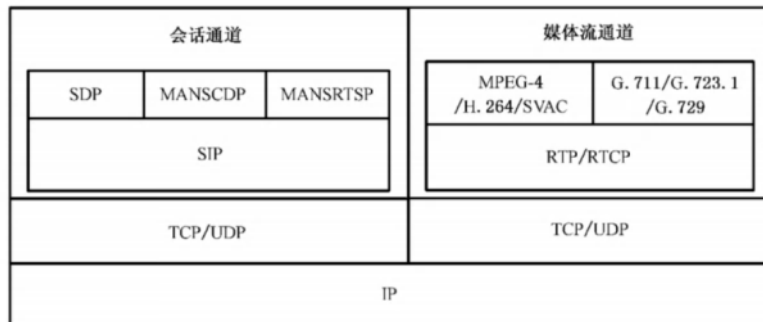 会话通道
媒体流通道
SDP
MANSCDP
MANSRTSP
MPEG-4
/H. 264/SVAC
G. 711/G. 723. 1
/G. 729
SIP
RTP/RTCP
TCP/UDP
TCP/UDP
IP